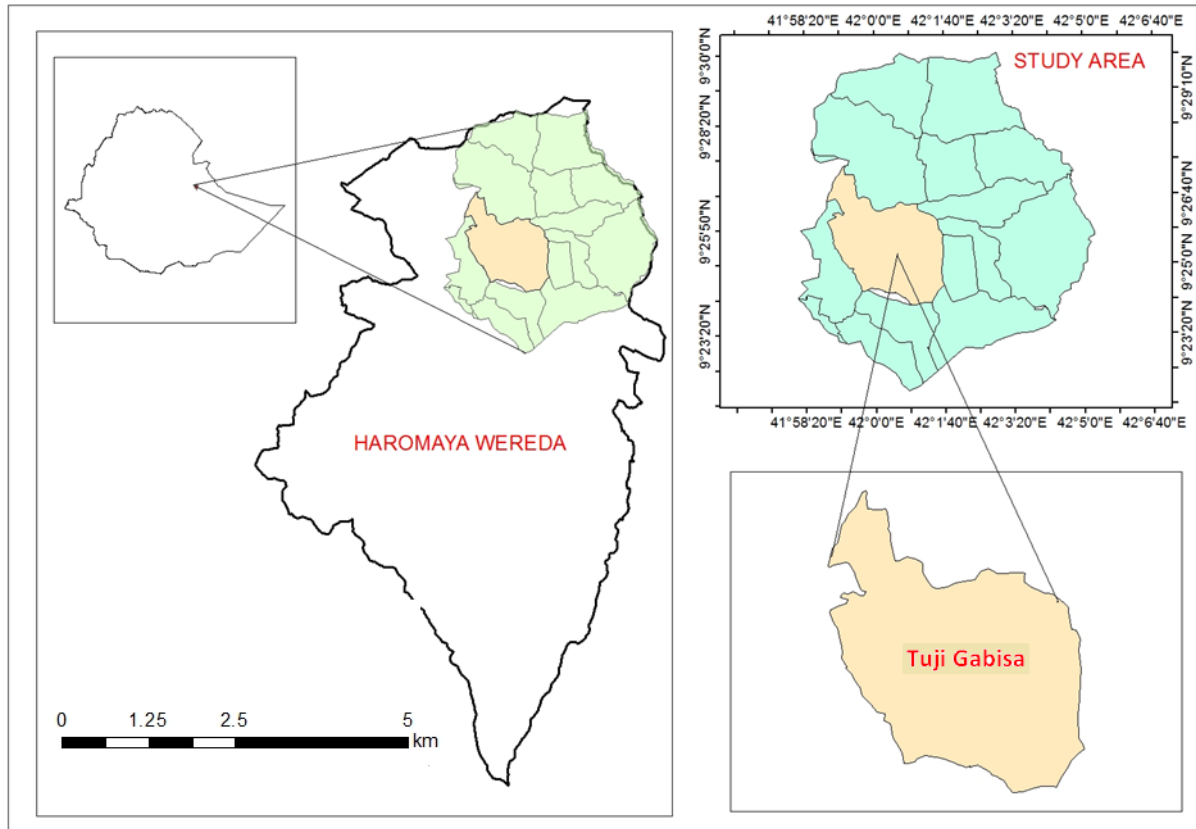 HAROMAYA WEREDA
0 1.25 2.5 5
km
41°58'20"E 42°0'0"E 42°1'40"E 42°3'20"E 42°5'0"E 42°6'40"E
STUDY AREA
9°30'0"N
9°28'20"N
9°25'50"N
9°23'20"N
9°29'10"N
9°26'40"N
9°25'0"N
9°23'20"N
41°58'20"E 42°0'0"E 42°1'40"E 42°3'20"E 42°5'0"E 42°6'40"E
Tuji Gabisa